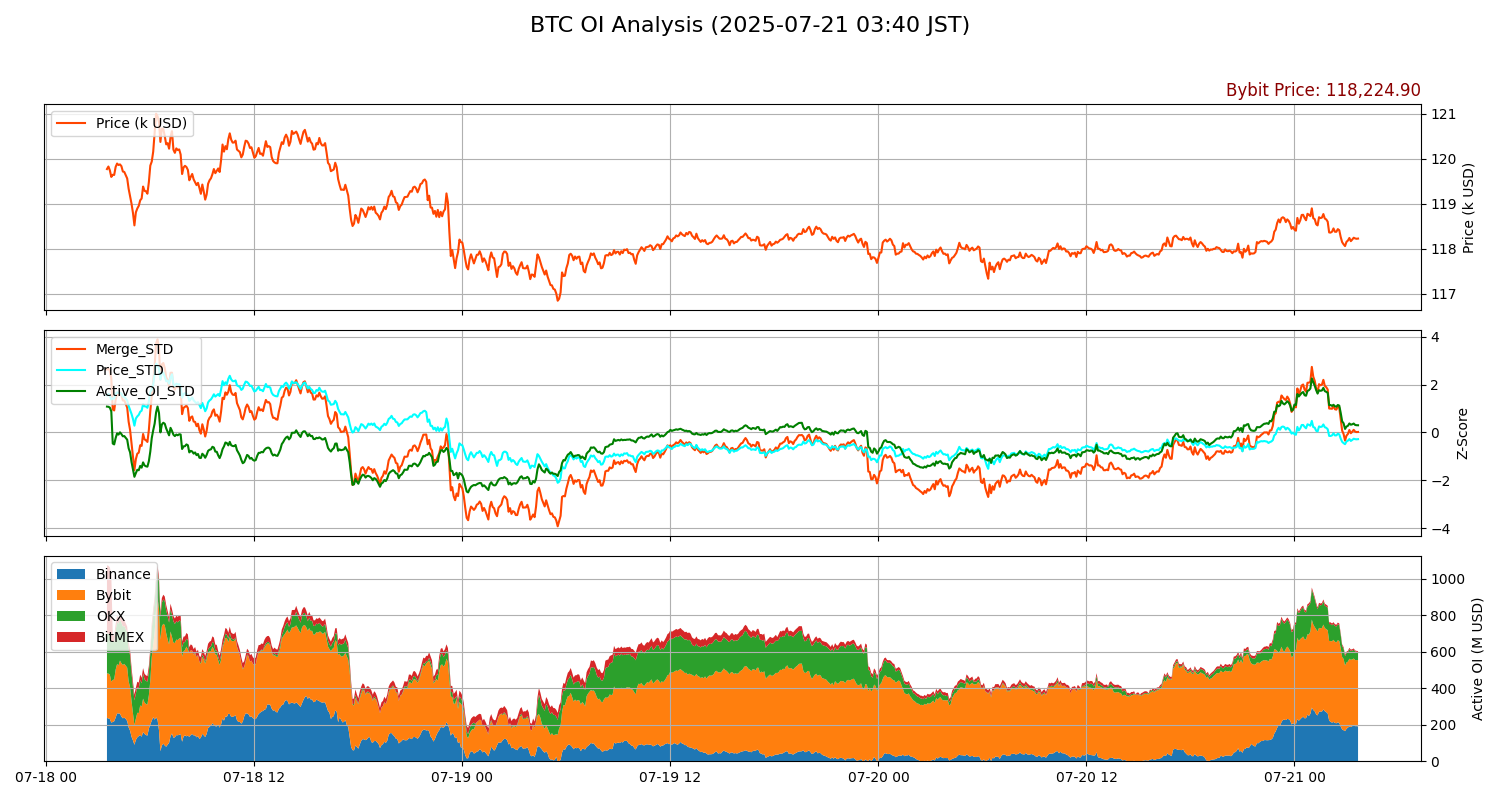 BTC OI Analysis (2025-07-21 03:40 JST)
Bybit Price: 118,224.90
Price (k USD)
121
120
119
118
117
Price (k USD)
Merge_STD
Price_STD
Active_OI_STD
4
2
0
−2
−4
Z-Score
Binance
Bybit
OKX
BitMEX
1000
800
600
400
200
0
Active OI (M USD)
07-18 00
07-18 12
07-19 00
07-19 12
07-20 00
07-20 12
07-21 00